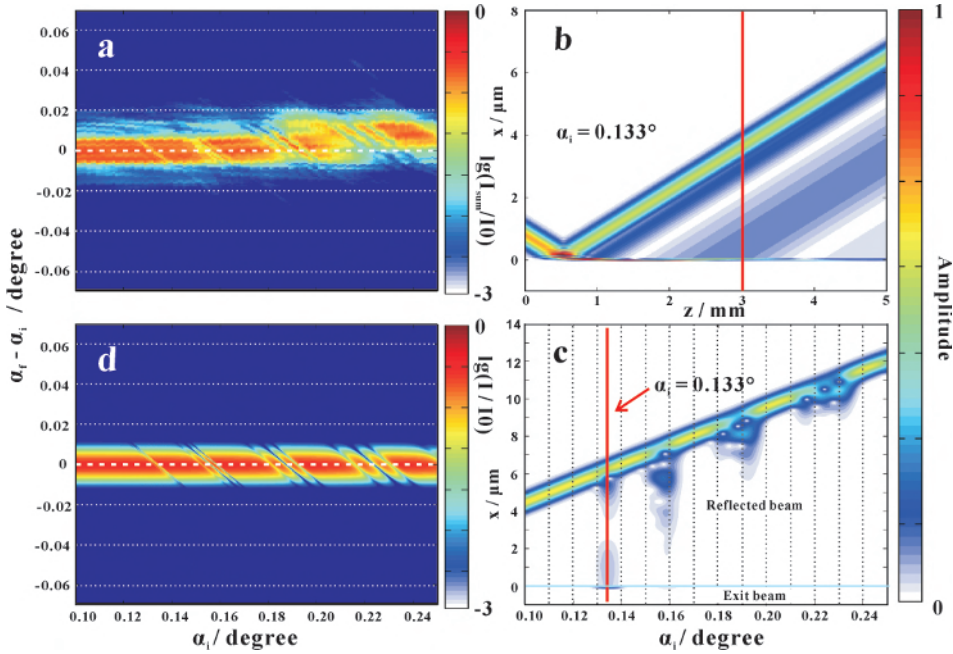 a
0.06
0.04
0.02
0
-0.02
-0.04
-0.06
0
-3
lg(I_sum/I0)
b
α_i = 0.133°
8
6
4
2
0
x / μm
0 1 2 3 4 5
z / mm
1
0
Amplitude
α_f - α_i / degree
d
0.06
0.04
0.02
0
-0.02
-0.04
-0.06
0.10 0.12 0.14 0.16 0.18 0.20 0.22 0.24
α_i / degree
0
-3
lg(I / I0)
c
α_i = 0.133°
14
12
10
8
6
4
2
0
x / μm
Reflected beam
Exit beam
0.10 0.12 0.14 0.16 0.18 0.20 0.22 0.24
α_i / degree